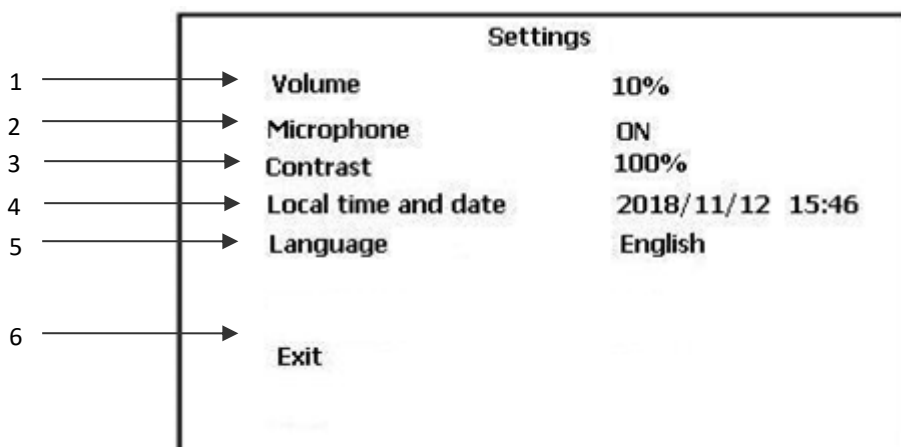 Settings
1 Volume 10%
2 Microphone ON
3 Contrast 100%
4 Local time and date 2018/11/12 15:46
5 Language English
6 Exit